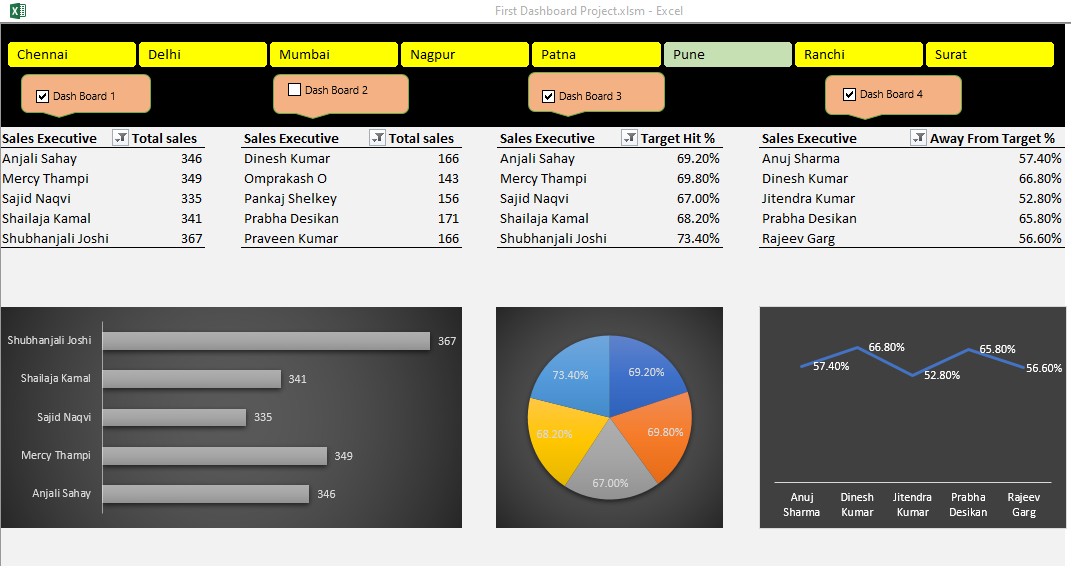 First Dashboard Project.xlsm - Excel
Chennai Delhi Mumbai Nagpur Patna Pune Ranchi Surat
Dash Board 1 Dash Board 2 Dash Board 3 Dash Board 4
Sales Executive Total sales
Anjali Sahay 346
Mercy Thampi 349
Sajid Naqvi 335
Shailaja Kamal 341
Shubhanjali Joshi 367
Sales Executive Total sales
Dinesh Kumar 166
Omprakash O 143
Pankaj Shelkey 156
Prabha Desikan 171
Praveen Kumar 166
Sales Executive Target Hit %
Anjali Sahay 69.20%
Mercy Thampi 69.80%
Sajid Naqvi 67.00%
Shailaja Kamal 68.20%
Shubhanjali Joshi 73.40%
Sales Executive Away From Target %
Anuj Sharma 57.40%
Dinesh Kumar 66.80%
Jitendra Kumar 52.80%
Prabha Desikan 65.80%
Rajeev Garg 56.60%
Shubhanjali Joshi 367
Shailaja Kamal 341
Sajid Naqvi 335
Mercy Thampi 349
Anjali Sahay 346
73.40% 69.20%
68.20% 69.80%
67.00%
57.40% 66.80% 52.80% 65.80% 56.60%
Anuj Dinesh Jitendra Prabha Rajeev
Sharma Kumar Kumar Desikan Garg